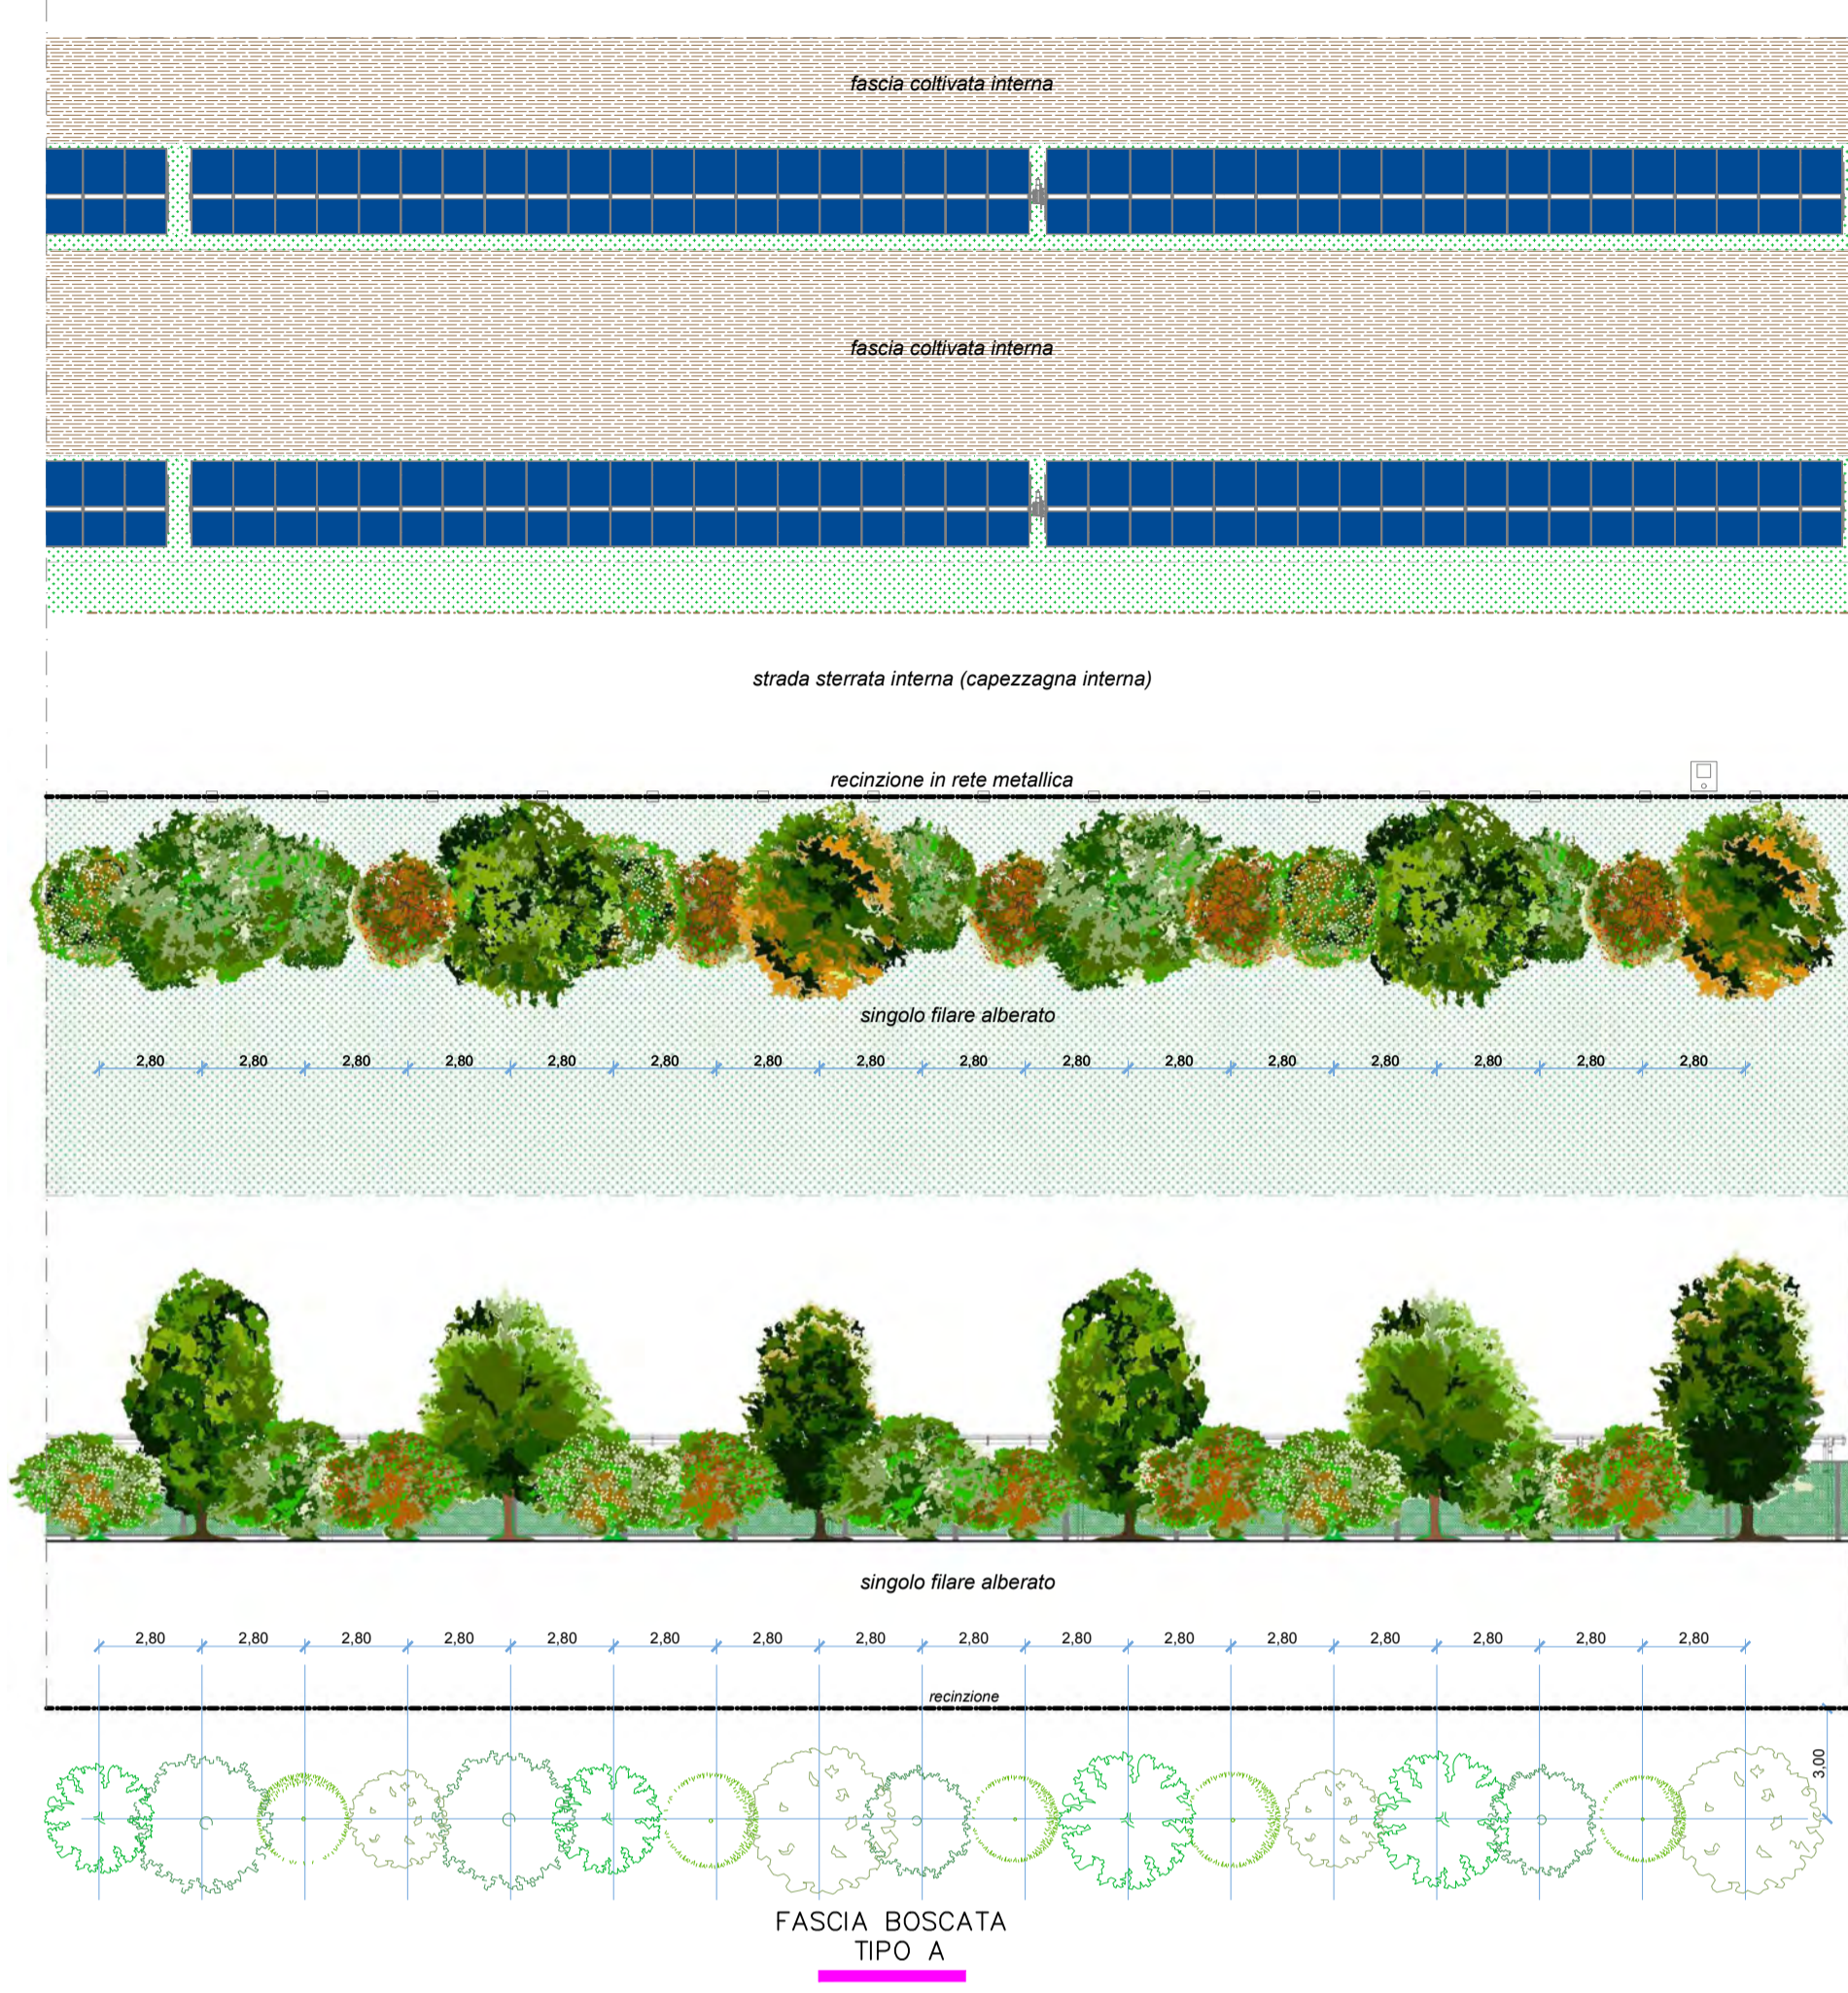 fascia coltivata interna
fascia coltivata interna
strada sterrata interna (capezzagna interna)
recinzione in rete metallica
singolo filare alberato
2,80 2,80 2,80 2,80 2,80 2,80 2,80 2,80 2,80 2,80 2,80 2,80 2,80 2,80 2,80 2,80
singolo filare alberato
2,80 2,80 2,80 2,80 2,80 2,80 2,80 2,80 2,80 2,80 2,80 2,80 2,80 2,80 2,80 2,80
recinzione
3,00
FASCIA BOSCATA
TIPO A